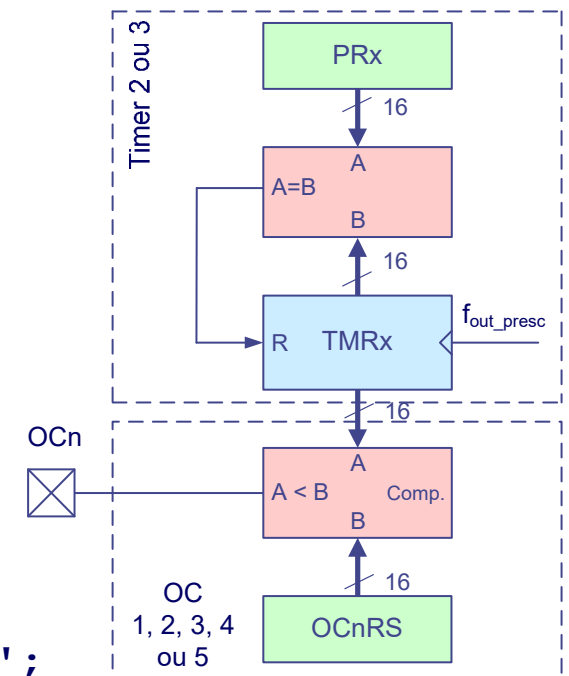 Timer 2 ou 3
PRx
16
A
A=B
B
16
f_out_presc
R TMRx
16
OCn
A
A < B Comp.
B
16
OC
1, 2, 3, 4
ou 5
OCnRS
';